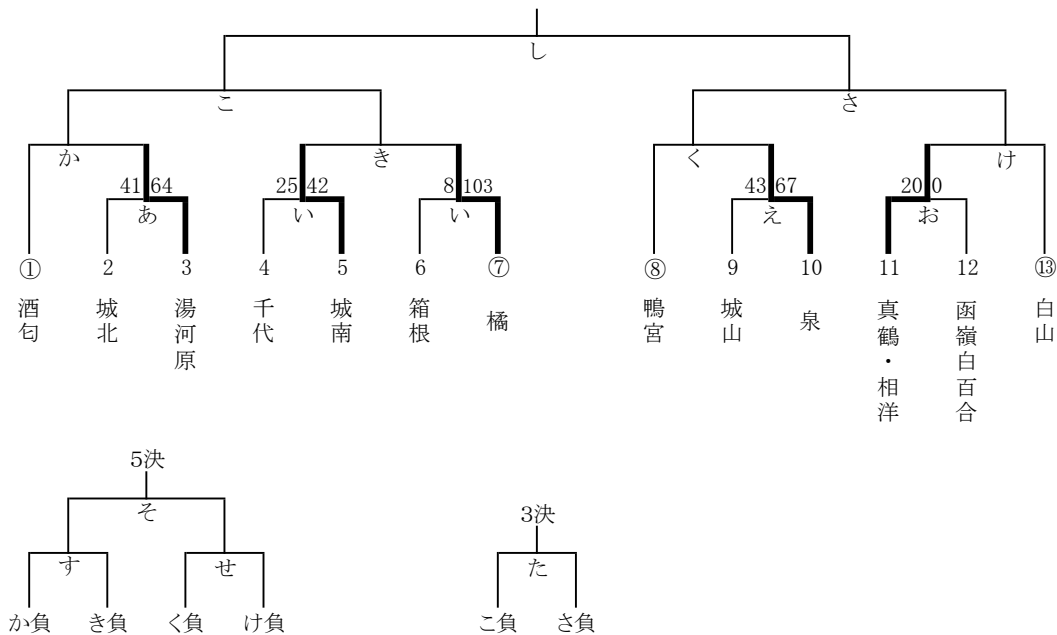 し
こ さ
か き く け
41 64 25 42 8 103 43 67 20 0
あ い い え お
① 2 3 4 5 6 ⑦ ⑧ 9 10 11 12 ⑬
酒匂 城北 湯河原 千代 城南 箱根 橘 鴨宮 城山 泉 真鶴・相洋 函嶺白百合 白山
5決
そ 3決
す せ た
か負 き負 く負 け負 こ負 さ負